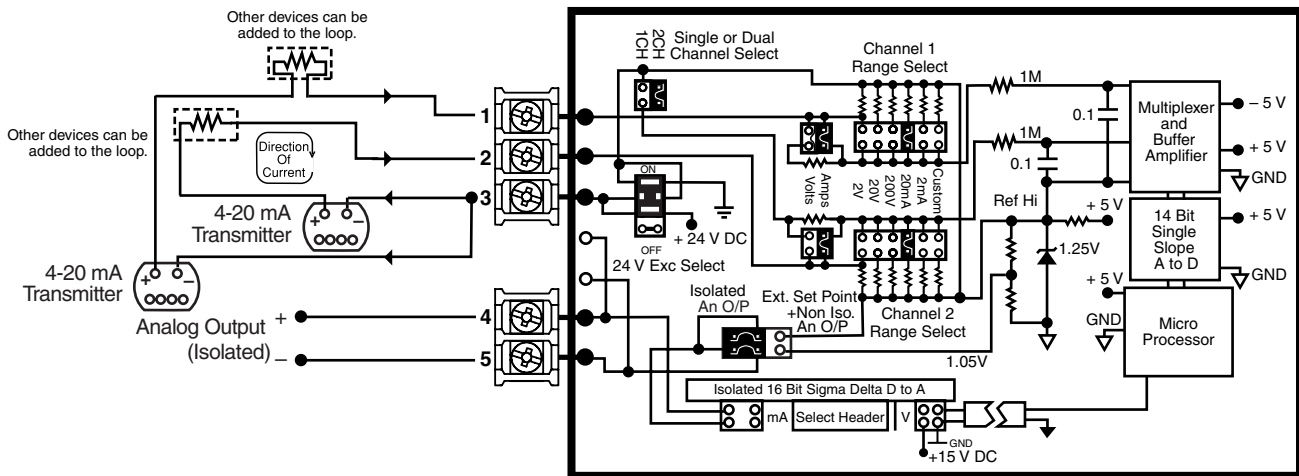 Other devices can be
added to the loop.
Other devices can be
added to the loop.
Direction
Of
Current
4-20 mA
Transmitter
+ –
4-20 mA
Transmitter
+ –
Analog Output
(Isolated)
+
–
1
2
3
4
5
1CH
2CH
Single or Dual
Channel Select
Channel 1
Range Select
Volts
Amps
2V
20V
200V
20mA
2mA
Custom
ON
OFF
24 V Exc Select
+ 24 V DC
Isolated
An O/P
Ext. Set Point
+Non Iso.
An O/P
Channel 2
Range Select
1.05V
1M
1M
0.1
0.1
Ref Hi
1.25V
+ 5 V
Multiplexer
and
Buffer
Amplifier
– 5 V
+ 5 V
GND
14 Bit
Single
Slope
A to D
+ 5 V
GND
+ 5 V
GND
Micro
Processor
Isolated 16 Bit Sigma Delta D to A
mA
Select Header
V
GND
+15 V DC